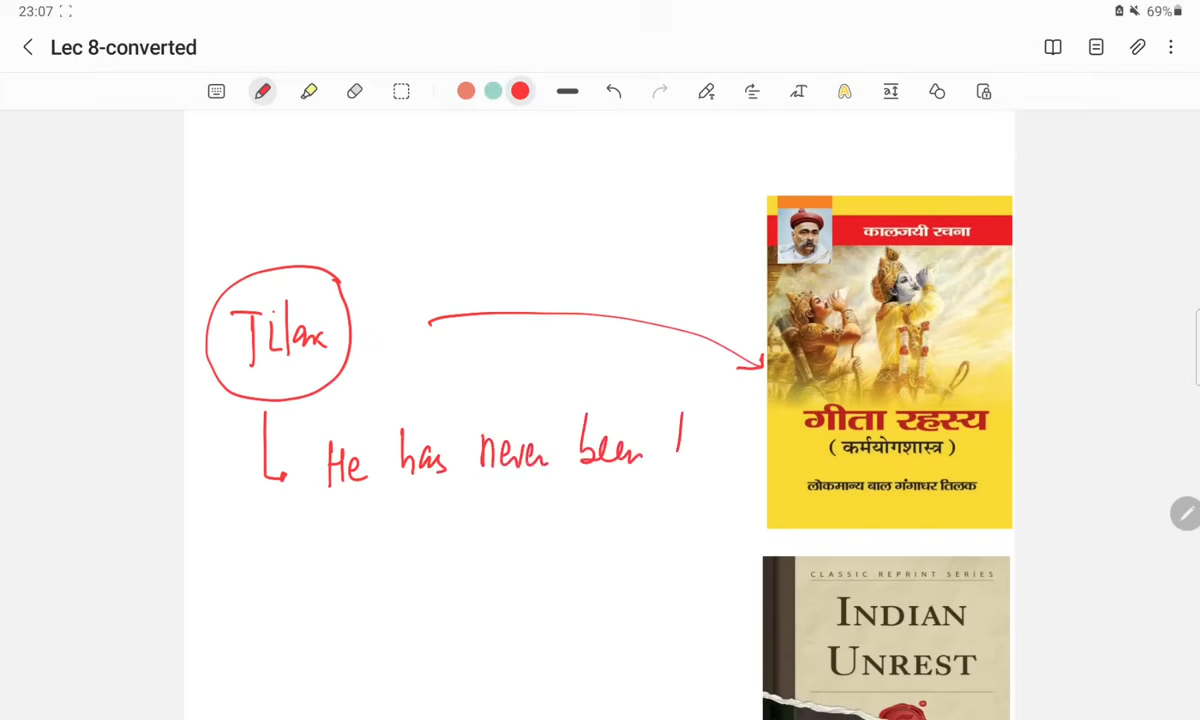 23:07
69%
Lec 8-converted
कालजयी रचना
Tilak
He has never been
गीता रहस्य
( कर्मयोगशास्त्र )
लोकमान्य बाल गंगाधर तिलक
CLASSIC REPRINT SERIES
INDIAN
UNREST